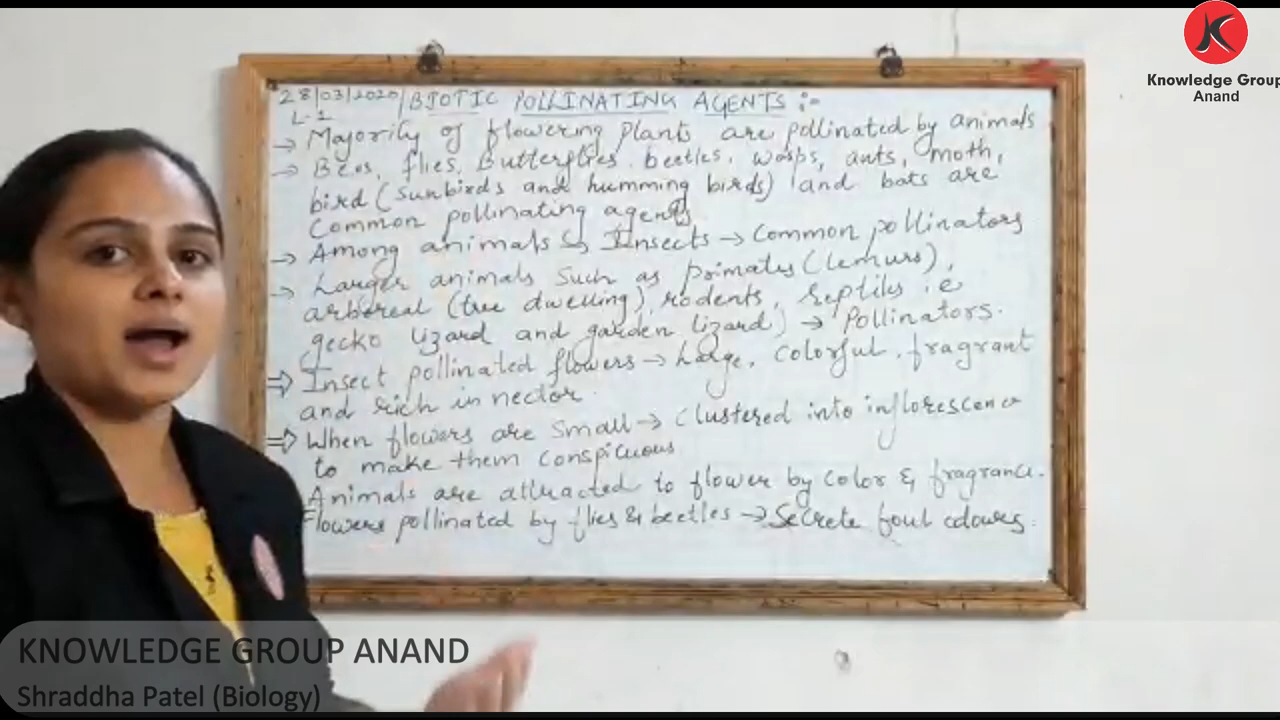 28/03/2020/ BIOTIC POLLINATING AGENTS :-
L-1
→ Majority of flowering plants are pollinated by animals
→ Bees, flies, Butterflies, beetles, wasps, ants, moth,
bird (sunbirds and humming birds) and bats are
Common pollinating agents.
→ Among animals ↳ Insects → Common pollinators
→ Larger animals Such as primates (lemurs),
arboreal (tree dwelling) rodents, reptiles i.e
gecko lizard and garden lizard) → Pollinators.
⇒ Insect pollinated flowers → Large, Colorful, fragrant
and rich in nector.
⇒ When flowers are Small → Clustered into inflorescence
to make them conspicuous
Animals are attracted to flower by color & fragrance.
Flowers pollinated by flies & beetles → Secrete foul odours.
Knowledge Group
Anand
KNOWLEDGE GROUP ANAND
Shraddha Patel (Biology)